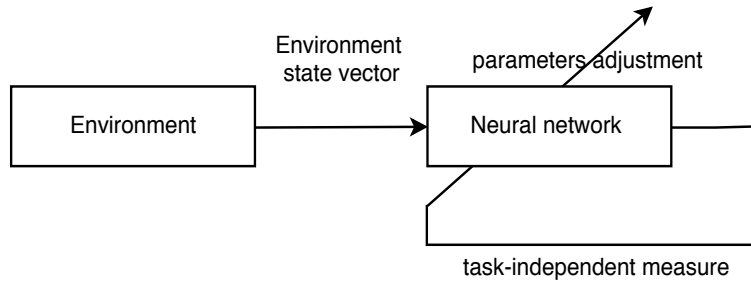 Environment
state vector
parameters adjustment
Environment
Neural network
task-independent measure